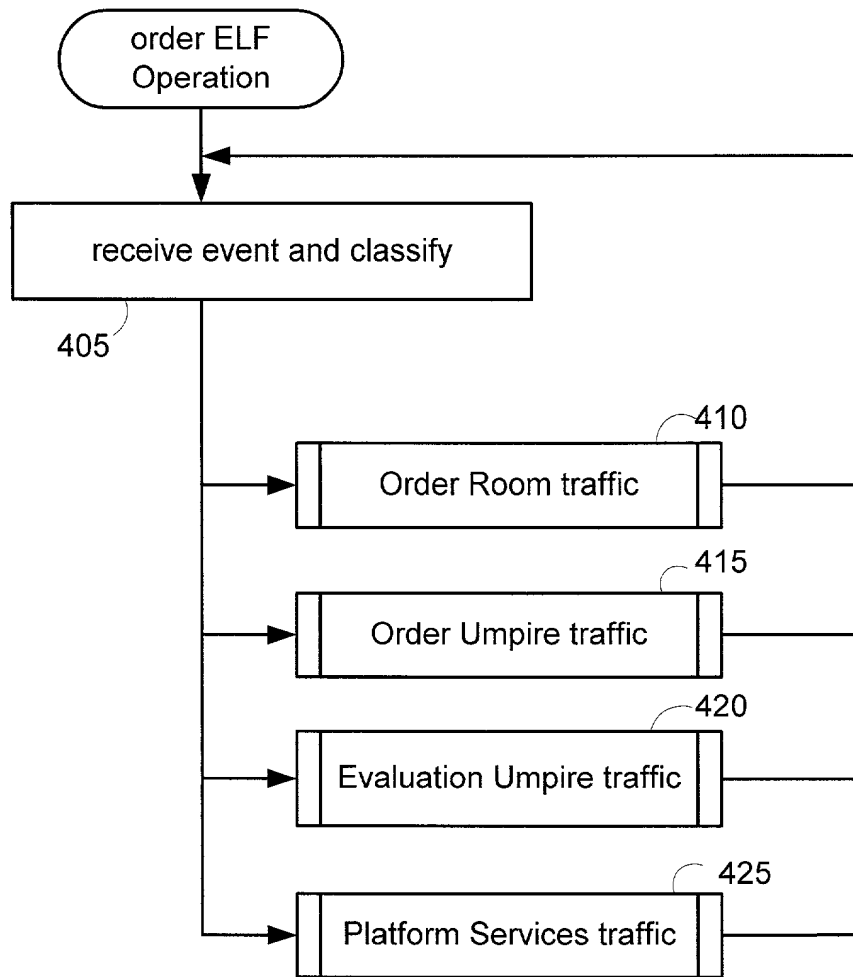 order ELF
Operation
receive event and classify
405
410
Order Room traffic
415
Order Umpire traffic
420
Evaluation Umpire traffic
425
Platform Services traffic